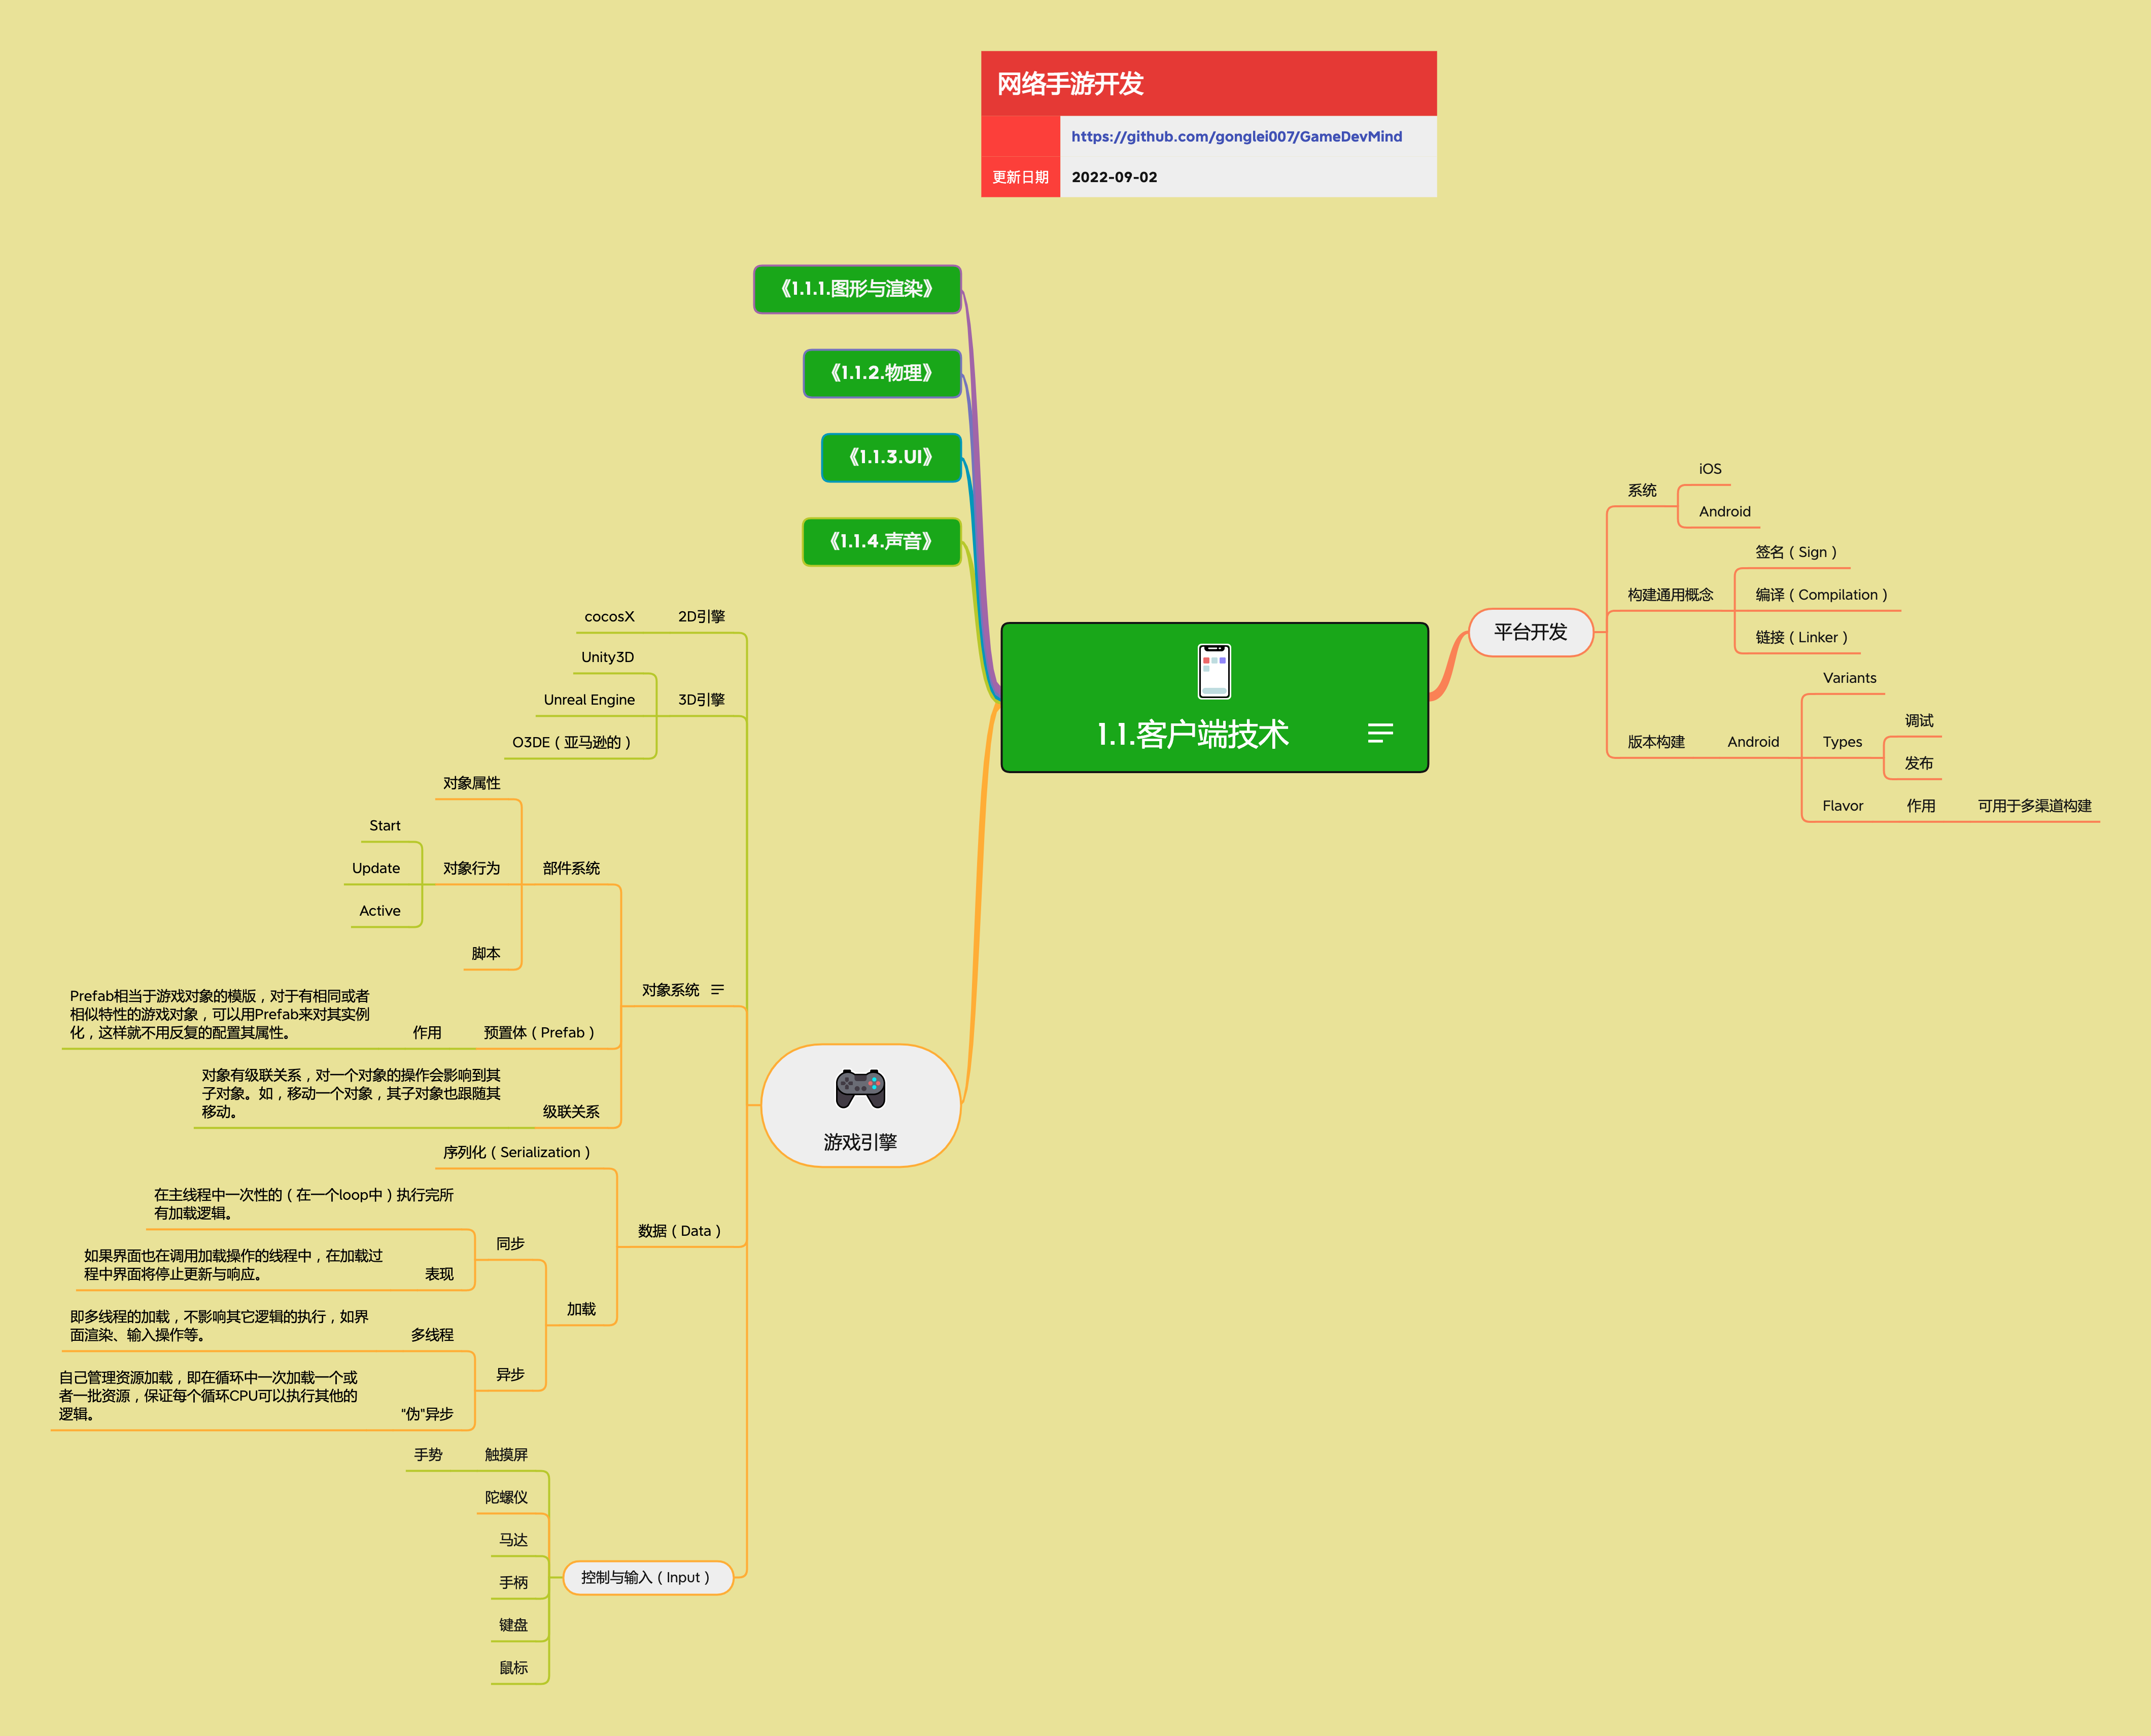 网络手游开发
https://github.com/gonglei007/GameDevMind
更新日期
2022-09-02
《1.1.1.图形与渲染》
《1.1.2.物理》
《1.1.3.UI》
《1.1.4.声音》
1.1.客户端技术
平台开发
系统
iOS
Android
构建通用概念
签名（Sign）
编译（Compilation）
链接（Linker）
版本构建
Android
Variants
Types
调试
发布
Flavor
作用
可用于多渠道构建
游戏引擎
2D引擎
cocosX
3D引擎
Unity3D
Unreal Engine
O3DE（亚马逊的）
对象系统
部件系统
对象属性
对象行为
Start
Update
Active
脚本
预置体（Prefab）
作用
Prefab相当于游戏对象的模版，对于有相同或者
相似特性的游戏对象，可以用Prefab来对其实例
化，这样就不用反复的配置其属性。
级联关系
对象有级联关系，对一个对象的操作会影响到其
子对象。如，移动一个对象，其子对象也跟随其
移动。
数据（Data）
序列化（Serialization）
加载
同步
在主线程中一次性的（在一个loop中）执行完所
有加载逻辑。
表现
如果界面也在调用加载操作的线程中，在加载过
程中界面将停止更新与响应。
异步
多线程
即多线程的加载，不影响其它逻辑的执行，如界
面渲染、输入操作等。
"伪"异步
自己管理资源加载，即在循环中一次加载一个或
者一批资源，保证每个循环CPU可以执行其他的
逻辑。
控制与输入（Input）
触摸屏
手势
陀螺仪
马达
手柄
键盘
鼠标